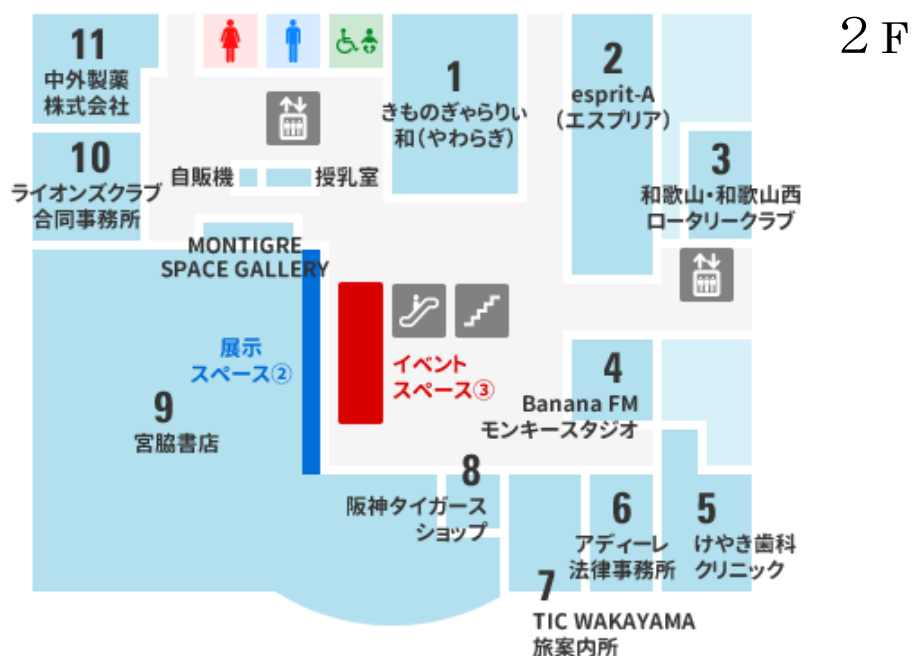 ２Ｆ
11
中外製薬
株式会社
1
きものぎゃらりぃ
和（やわらぎ）
2
esprit-A
（エスプリア）
10
ライオンズクラブ
合同事務所
自販機
授乳室
3
和歌山・和歌山西
ロータリークラブ
MONTIGRE
SPACE GALLERY
展示
スペース②
イベント
スペース③
4
Banana FM
モンキースタジオ
9
宮脇書店
8
阪神タイガース
ショップ
7
TIC WAKAYAMA
旅案内所
6
アディーレ
法律事務所
5
けやき歯科
クリニック